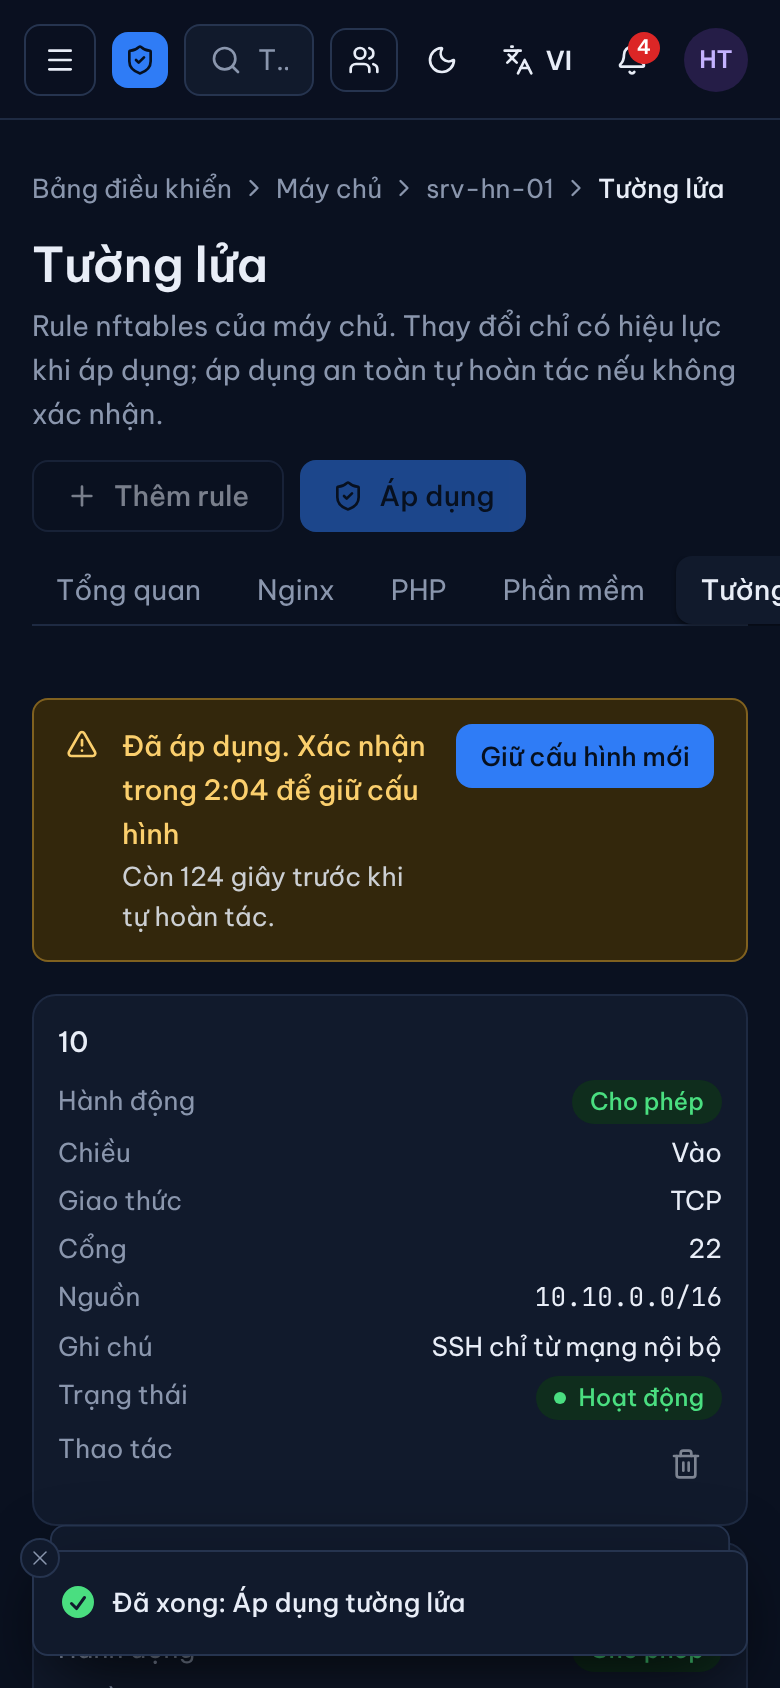 T..
VI
4
HT
Bảng điều khiển > Máy chủ > srv-hn-01 > Tường lửa
Tường lửa
Rule nftables của máy chủ. Thay đổi chỉ có hiệu lực
khi áp dụng; áp dụng an toàn tự hoàn tác nếu không
xác nhận.
Thêm rule
Áp dụng
Tổng quan
Nginx
PHP
Phần mềm
Tường
Đã áp dụng. Xác nhận
trong 2:04 để giữ cấu
hình
Giữ cấu hình mới
Còn 124 giây trước khi
tự hoàn tác.
10
Hành động
Cho phép
Chiều
Vào
Giao thức
TCP
Cổng
22
Nguồn
10.10.0.0/16
Ghi chú
SSH chỉ từ mạng nội bộ
Trạng thái
Hoạt động
Thao tác
Đã xong: Áp dụng tường lửa